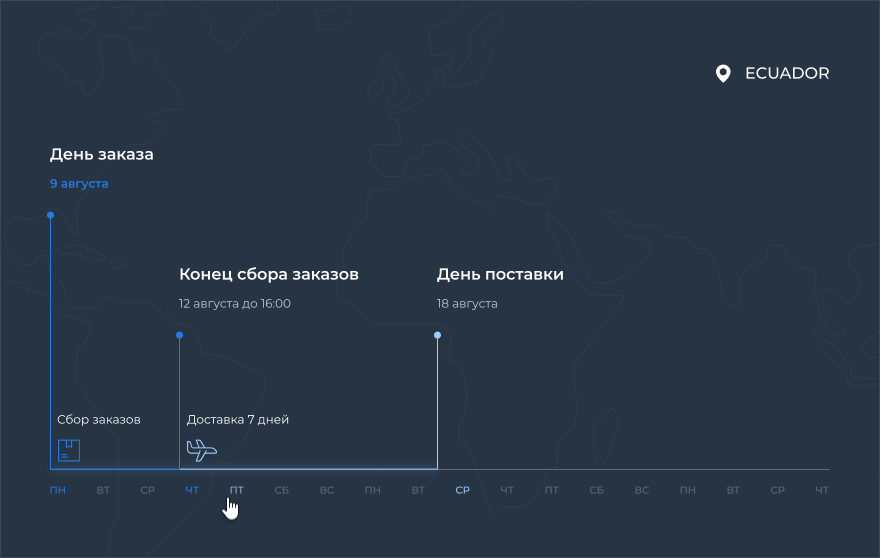 ECUADOR
День заказа
9 августа
Конец сбора заказов
12 августа до 16:00
День поставки
18 августа
Сбор заказов
Доставка 7 дней
ПН ВТ СР ЧТ ПТ СБ ВС ПН ВТ СР ЧТ ПТ СБ ВС ПН ВТ СР ЧТ